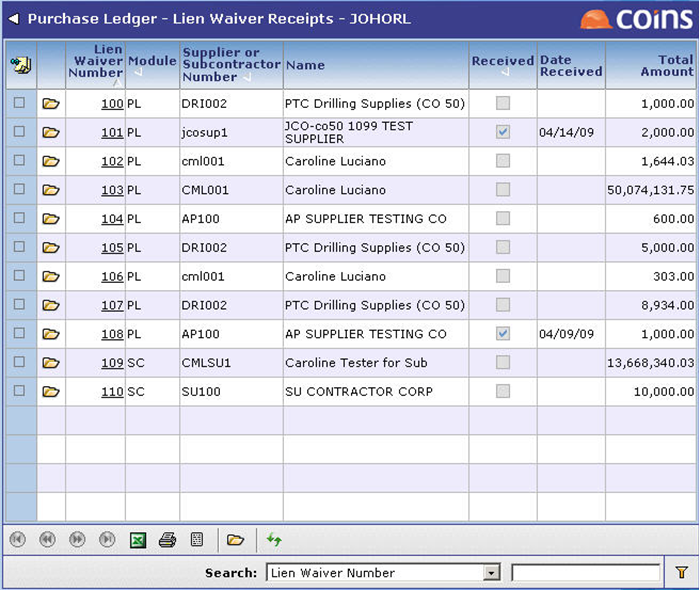 Purchase Ledger - Lien Waiver Receipts - JOHORL
coins
Lien Waiver Number Module Supplier or Subcontractor Number Name Received Date Received Total Amount
100 PL DRI002 PTC Drilling Supplies (CO 50) 1,000.00
101 PL jcosup1 JCO-co50 1099 TEST SUPPLIER 04/14/09 2,000.00
102 PL cml001 Caroline Luciano 1,644.03
103 PL CML001 Caroline Luciano 50,074,131.75
104 PL AP100 AP SUPPLIER TESTING CO 600.00
105 PL DRI002 PTC Drilling Supplies (CO 50) 5,000.00
106 PL cml001 Caroline Luciano 303.00
107 PL DRI002 PTC Drilling Supplies (CO 50) 8,934.00
108 PL AP100 AP SUPPLIER TESTING CO 04/09/09 1,000.00
109 SC CMLSU1 Caroline Tester for Sub 13,668,340.03
110 SC SU100 SU CONTRACTOR CORP 10,000.00
Search: Lien Waiver Number